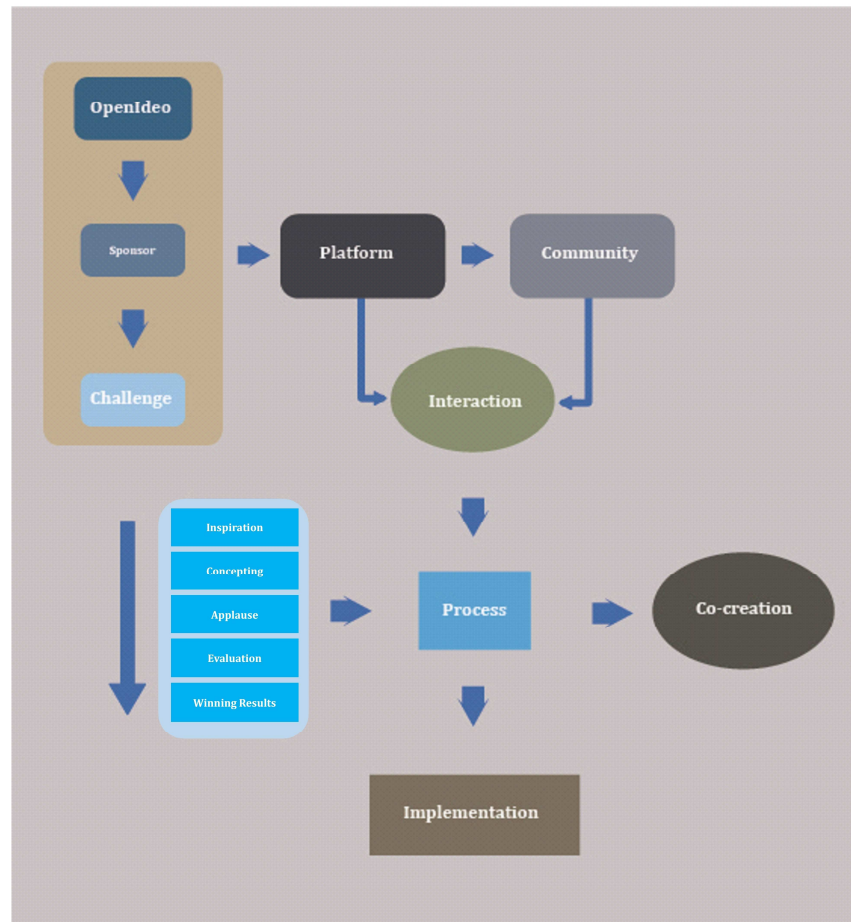 OpenIdeo
Sponsor
Challenge
Platform
Community
Interaction
Inspiration
Concepting
Applause
Evaluation
Winning Results
Process
Co-creation
Implementation